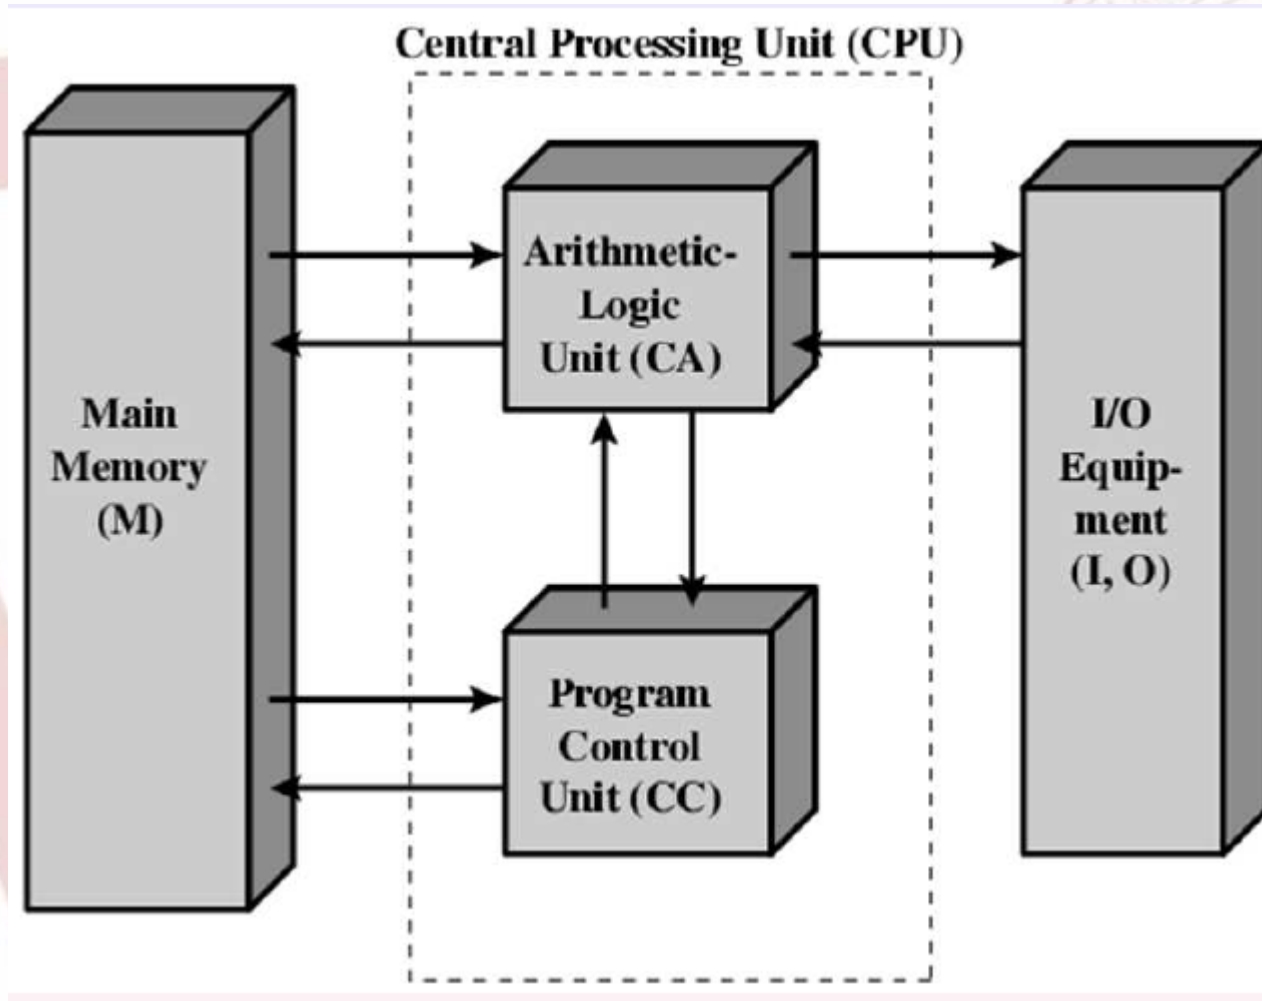 Central Processing Unit (CPU)
Arithmetic-
Logic
Unit (CA)
Main
Memory
(M)
I/O
Equip-
ment
(I, O)
Program
Control
Unit (CC)